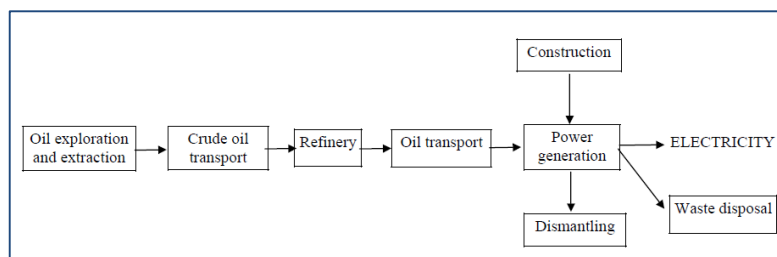 Construction
Oil exploration
and extraction
Crude oil
transport
Refinery
Oil transport
Power
generation
ELECTRICITY
Waste disposal
Dismantling